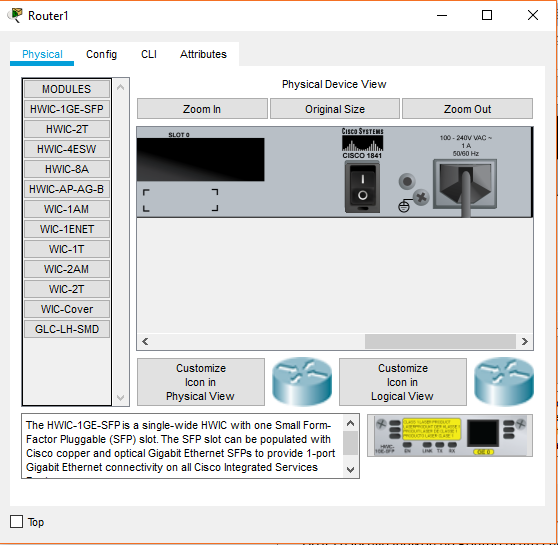 Router1
Physical
Config
CLI
Attributes
MODULES
HWIC-1GE-SFP
HWIC-2T
HWIC-4ESW
HWIC-8A
HWIC-AP-AG-B
WIC-1AM
WIC-1ENET
WIC-1T
WIC-2AM
WIC-2T
WIC-Cover
GLC-LH-SMD
Physical Device View
Zoom In
Original Size
Zoom Out
SLOT 0
CISCO SYSTEMS
CISCO 1841
100 - 240V VAC ~
1 A
50/60 Hz
Customize
Icon in
Physical View
Customize
Icon in
Logical View
The HWIC-1GE-SFP is a single-wide HWIC with one Small Form-
Factor Pluggable (SFP) slot. The SFP slot can be populated with
Cisco copper and optical Gigabit Ethernet SFPs to provide 1-port
Gigabit Ethernet connectivity on all Cisco Integrated Services
CLASS 1 LASER PRODUCT
HWIC-
1GE-SFP
EN
LINK
TX
RX
GE 0
Top